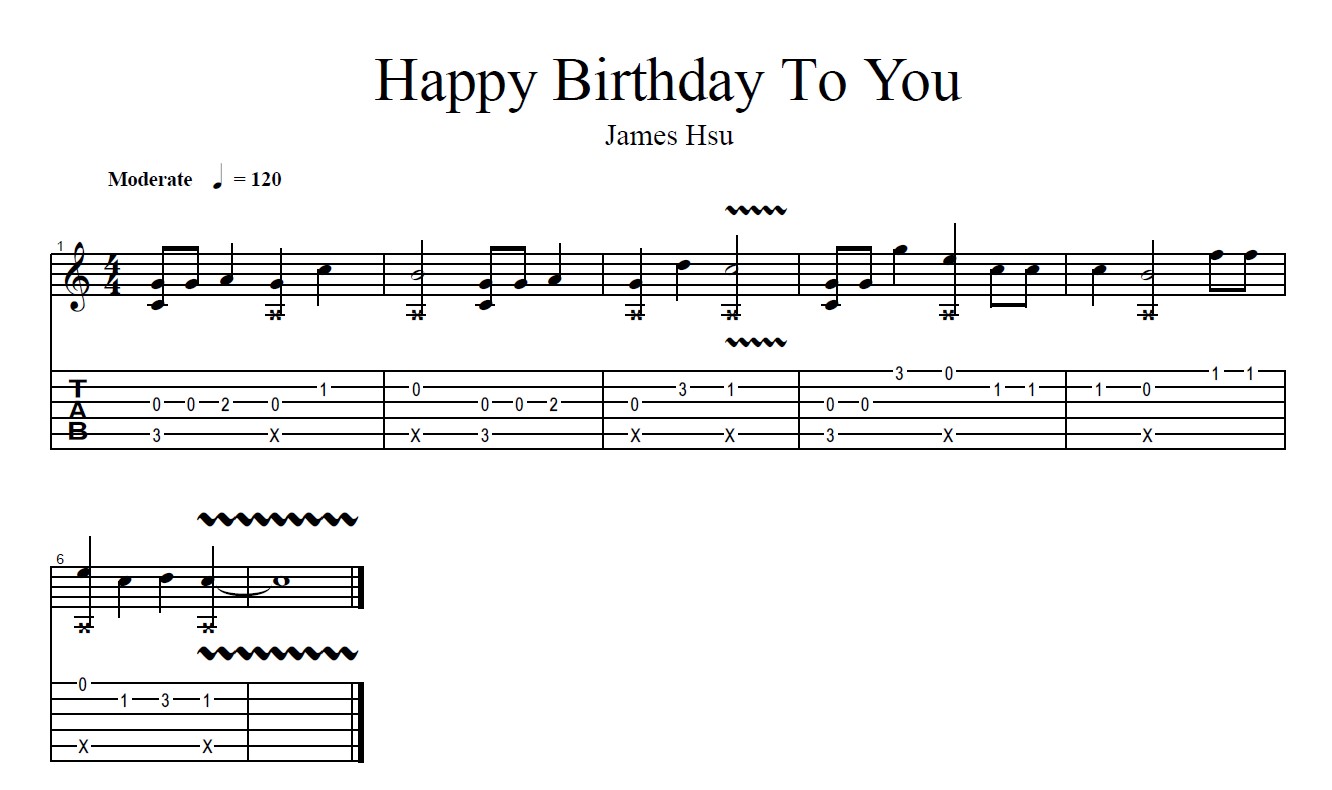 Happy Birthday To You
James Hsu
Moderate = 120
1
4
4
T 0 0 2 0 1 0 0 0 2 0 3 1 0 0 3 0 1 1 1 0 1 1
A
B 3 X X 3 X X 3 X X
6
0 1 3 1
X X